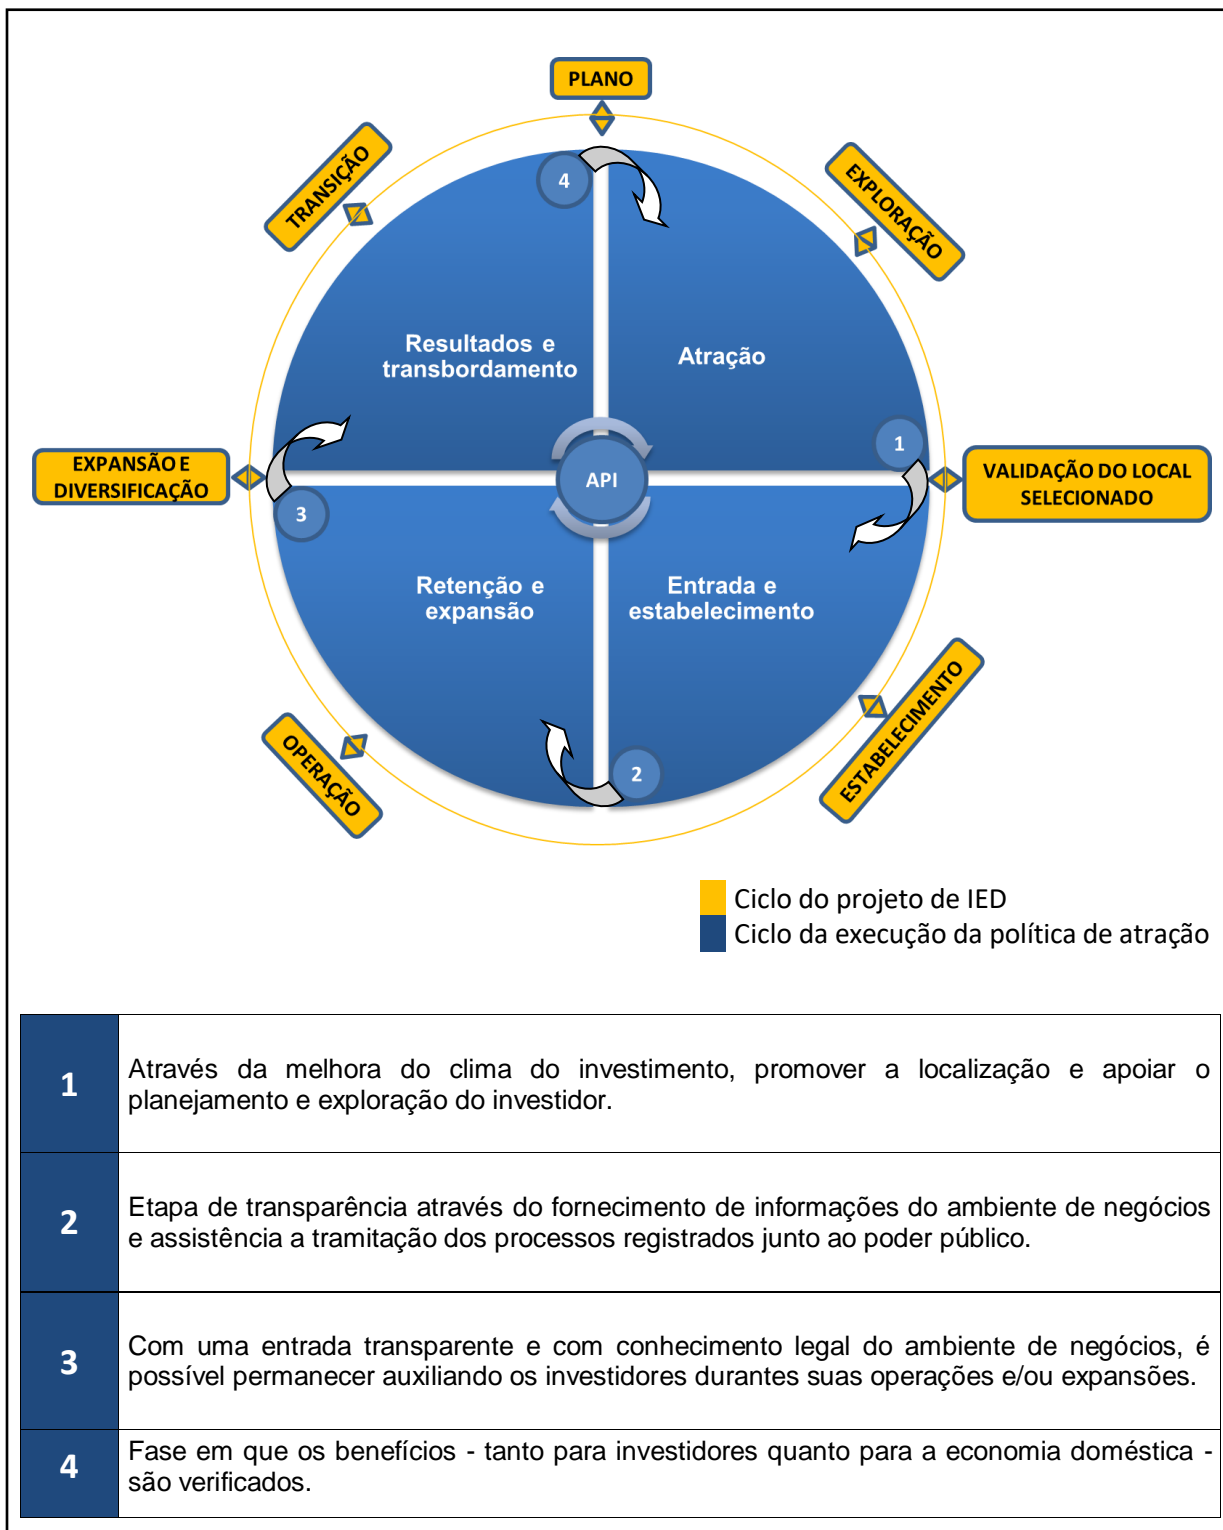 PLANO
TRANSIÇÃO
EXPLORAÇÃO
4
Resultados e
transbordamento
Atração
1
EXPANSÃO E
DIVERSIFICAÇÃO
API
VALIDAÇÃO DO LOCAL
SELECIONADO
3
Retenção e
expansão
Entrada e
estabelecimento
2
OPERAÇÃO
ESTABELECIMENTO
Ciclo do projeto de IED
Ciclo da execução da política de atração
1
Através da melhora do clima do investimento, promover a localização e apoiar o
planejamento e exploração do investidor.
2
Etapa de transparência através do fornecimento de informações do ambiente de negócios
e assistência a tramitação dos processos registrados junto ao poder público.
3
Com uma entrada transparente e com conhecimento legal do ambiente de negócios, é
possível permanecer auxiliando os investidores durantes suas operações e/ou expansões.
4
Fase em que os benefícios - tanto para investidores quanto para a economia doméstica -
são verificados.